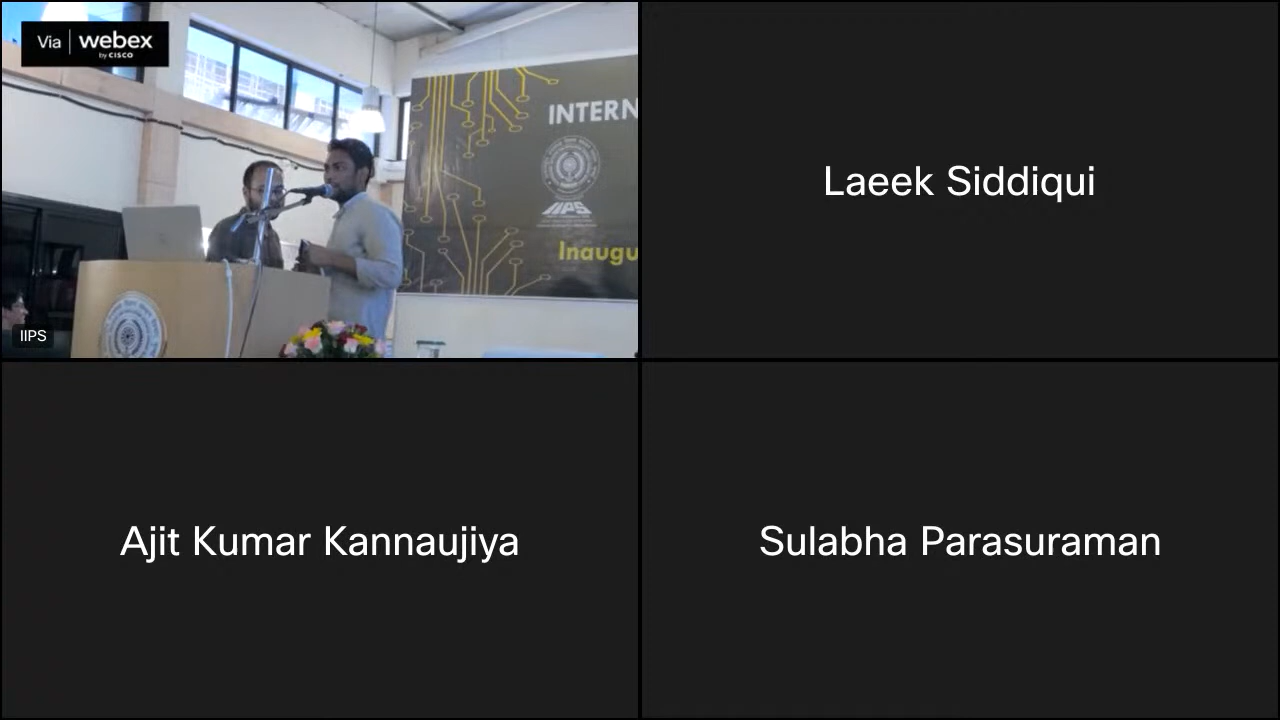 Via | webex
by CISCO
INTERN
IIPS
Inaugu
IIPS
Laeek Siddiqui
Ajit Kumar Kannaujiya
Sulabha Parasuraman